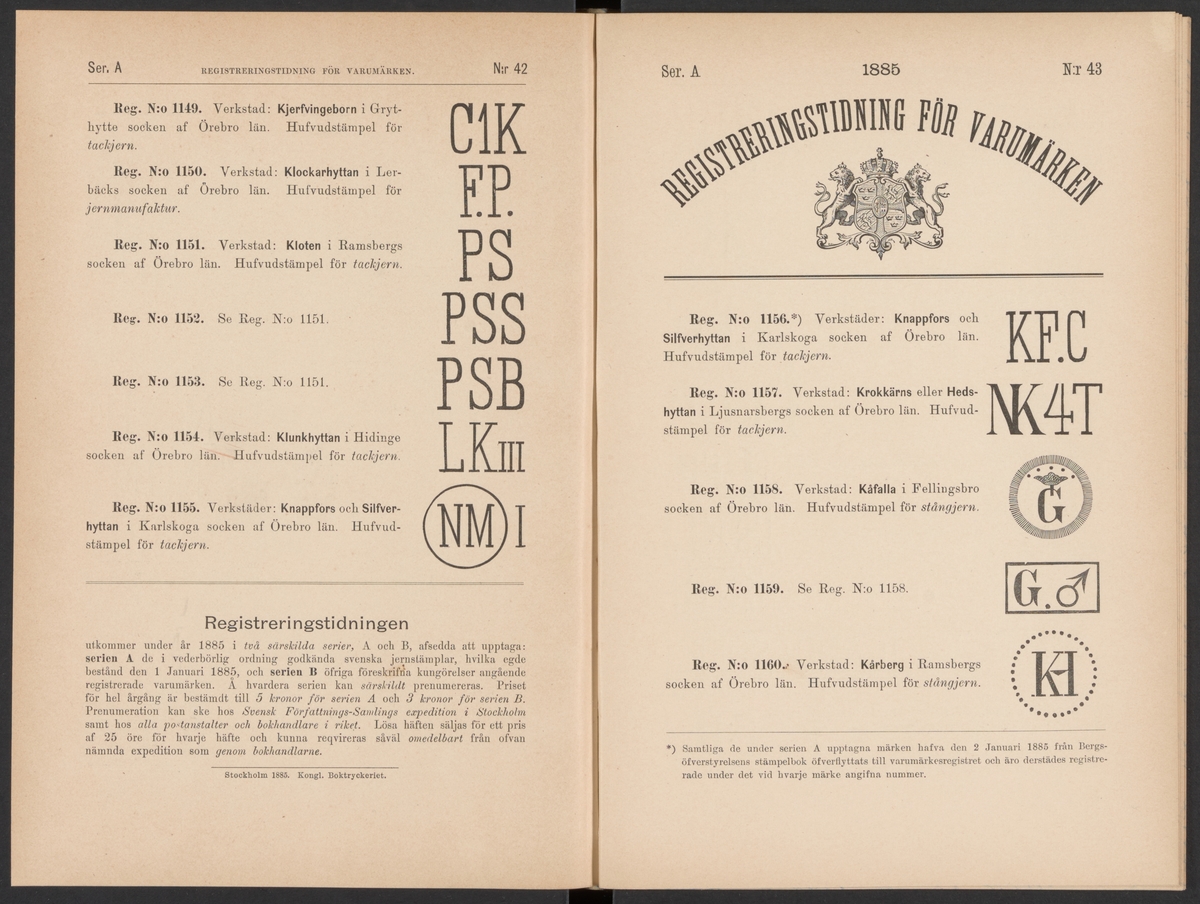 Ser. A REGISTRERINGSTIDNING FÖR VARUMÄRKEN. N:r 42
Reg. N:o 1149. Verkstad: Kjerfvingeborn i Gryt-
hytte socken af Örebro län. Hufvudstämpel för
tackjern.
C1K
Reg. N:o 1150. Verkstad: Klockarhyttan i Ler-
bäcks socken af Örebro län. Hufvudstämpel för
jernmanufaktur.
F.P.
Reg. N:o 1151. Verkstad: Kloten i Ramsbergs
socken af Örebro län. Hufvudstämpel för tackjern.
PS
Reg. N:o 1152. Se Reg. N:o 1151.
PSS
Reg. N:o 1153. Se Reg. N:o 1151.
PSB
Reg. N:o 1154. Verkstad: Klunkhyttan i Hidinge
socken af Örebro län. Hufvudstämpel för tackjern.
LKIII
Reg. N:o 1155. Verkstäder: Knappfors och Silfver-
hyttan i Karlskoga socken af Örebro län. Hufvud-
stämpel för tackjern.
NM I
Registreringstidningen
utkommer under år 1885 i två särskilda serier, A och B, afsedda att upptaga:
serien A de i vederbörlig ordning godkända svenska jernstämplar, hvilka egde
bestånd den 1 Januari 1885, och serien B öfriga föreskrifna kungörelser angående
registrerade varumärken. Å hvardera serien kan särskildt prenumereras. Priset
för hel årgång är bestämdt till 5 kronor för serien A och 3 kronor för serien B.
Prenumeration kan ske hos Svensk Författnings-Samlings expedition i Stockholm
samt hos alla postanstalter och bokhandlare i riket. Lösa häften säljas för ett pris
af 25 öre för hvarje häfte och kunna reqvireras såväl omedelbart från ofvan
nämnda expedition som genom bokhandlarne.
Stockholm 1885. Kongl. Boktryckeriet.
Ser. A. 1885 N:r 43
REGISTRERINGSTIDNING FÖR VARUMÄRKEN
Reg. N:o 1156.*) Verkstäder: Knappfors och
Silfverhyttan i Karlskoga socken af Örebro län.
Hufvudstämpel för tackjern.
KF.C
Reg. N:o 1157. Verkstad: Krokkärns eller Heds-
hyttan i Ljusnarsbergs socken af Örebro län. Hufvud-
stämpel för tackjern.
NK4T
Reg. N:o 1158. Verkstad: Kåfalla i Fellingsbro
socken af Örebro län. Hufvudstämpel för stångjern.
G
Reg. N:o 1159. Se Reg. N:o 1158.
G.♂
Reg. N:o 1160. Verkstad: Kårberg i Ramsbergs
socken af Örebro län. Hufvudstämpel för stångjern.
KH
*) Samtliga de under serien A upptagna märken hafva den 2 Januari 1885 från Bergs-
öfverstyrelsens stämpelbok öfverflyttats till varumärkesregistret och äro derstädes registre-
rade under det vid hvarje märke angifna nummer.